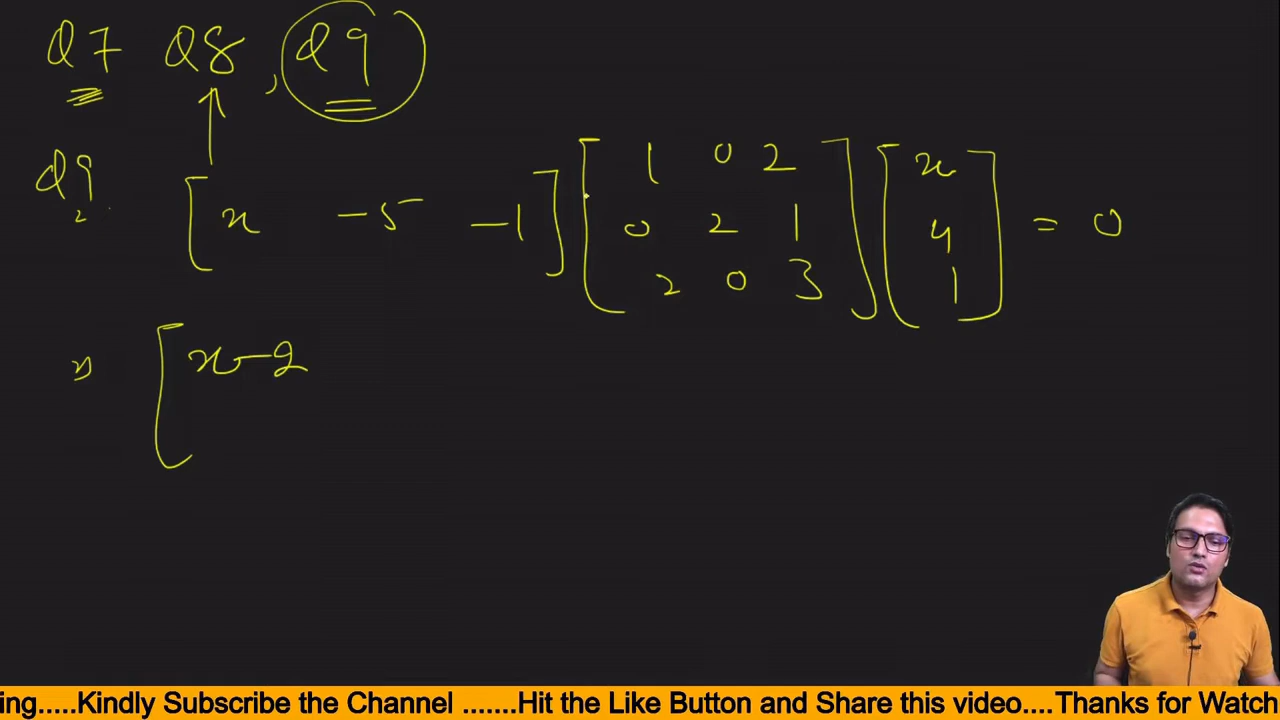 Q7 Q8, Q9
Q9 [x -5 -1] [1 0 2
0 2 1
2 0 3] [x
4
1] = 0
⇒ [x-2
ing.....Kindly Subscribe the Channel .......Hit the Like Button and Share this video....Thanks for Watch